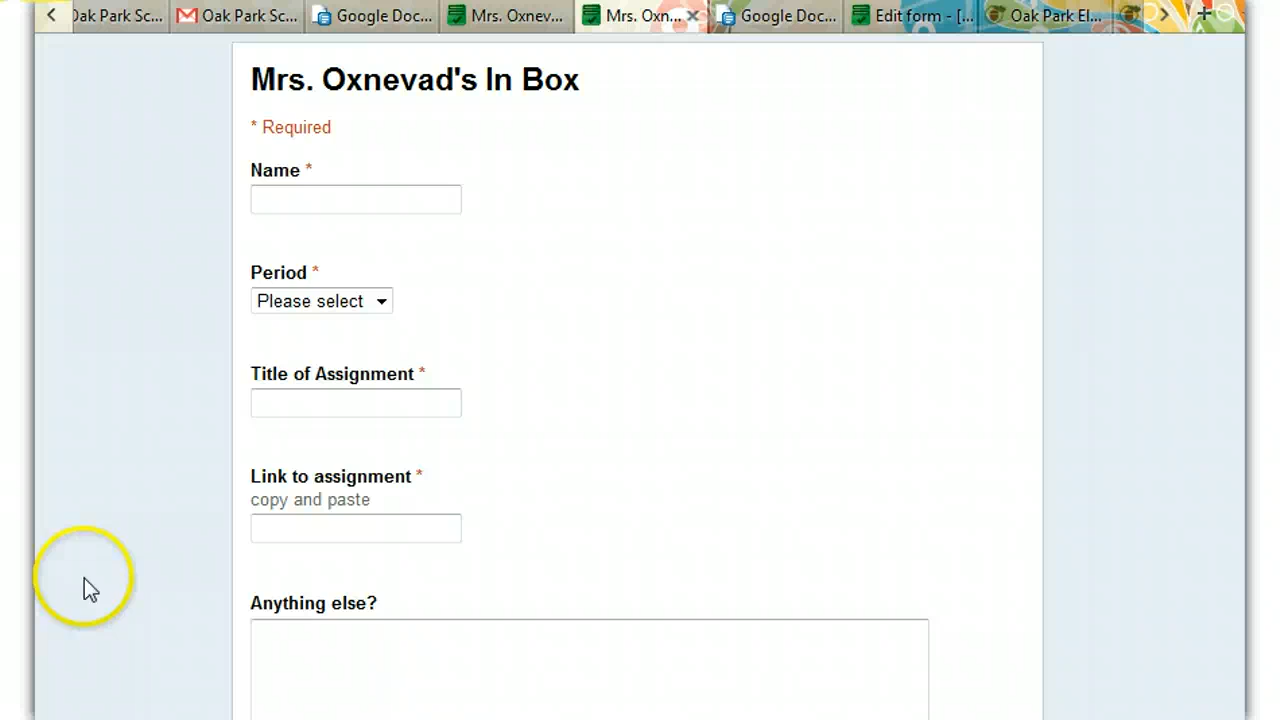 Oak Park Sc... Oak Park Sc... Google Doc... Mrs. Oxnev... Mrs. Oxn... Google Doc... Edit form - [... Oak Park El...
Mrs. Oxnevad's In Box
* Required
Name *
Period *
Please select
Title of Assignment *
Link to assignment *
copy and paste
Anything else?